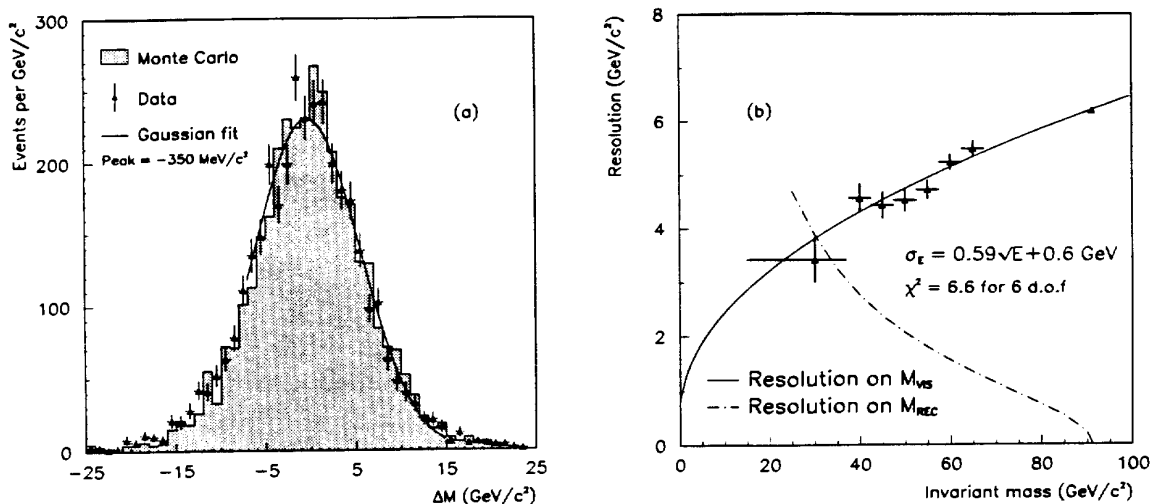 Events per GeV/c²
300
200
100
0
Monte Carlo
Data
Gaussian fit
Peak = -350 MeV/c²
(a)
-25
-15
-5
5
15
25
ΔM (GeV/c²)
Resolution (GeV/c²)
8
6
4
2
0
(b)
σE = 0.59√E+0.6 GeV
χ² = 6.6 for 6 d.o.f
Resolution on MVIS
Resolution on MREC
0
20
40
60
80
100
Invariant mass (GeV/c²)